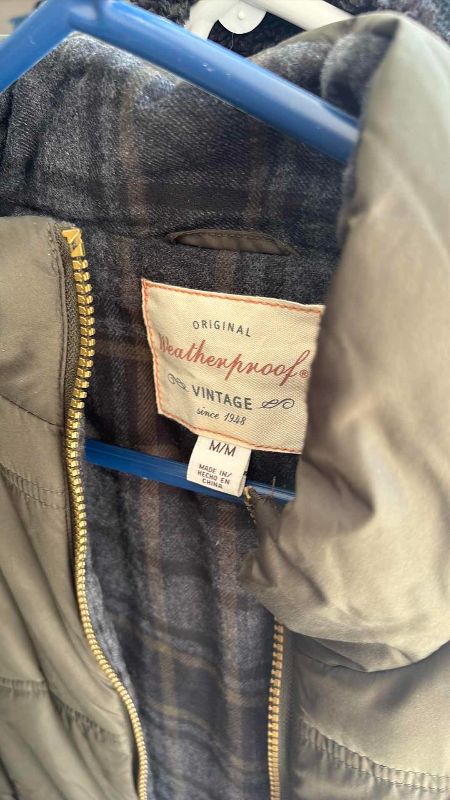 ORIGINAL
Weatherproof®
VINTAGE
since 1948
M/M
MADE IN/
HECHO EN
CHINA